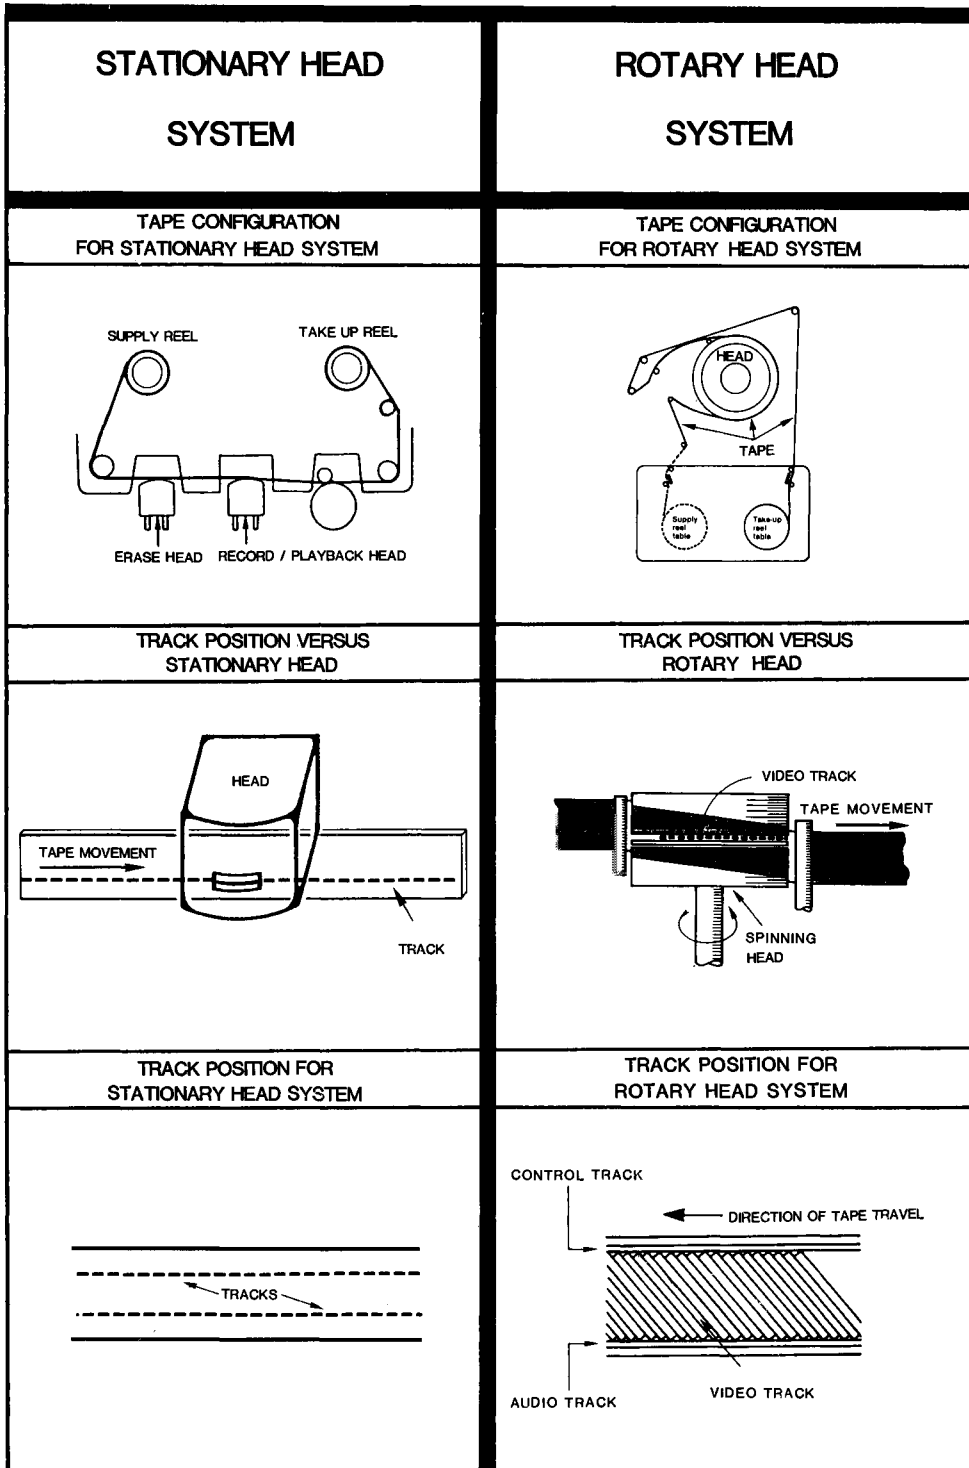 STATIONARY HEAD
SYSTEM
ROTARY HEAD
SYSTEM
TAPE CONFIGURATION
FOR STATIONARY HEAD SYSTEM
TAPE CONFIGURATION
FOR ROTARY HEAD SYSTEM
SUPPLY REEL
TAKE UP REEL
ERASE HEAD
RECORD / PLAYBACK HEAD
HEAD
TAPE
Supply
reel
table
Take-up
reel
table
TRACK POSITION VERSUS
STATIONARY HEAD
TRACK POSITION VERSUS
ROTARY HEAD
HEAD
TAPE MOVEMENT
TRACK
VIDEO TRACK
TAPE MOVEMENT
SPINNING
HEAD
TRACK POSITION FOR
STATIONARY HEAD SYSTEM
TRACK POSITION FOR
ROTARY HEAD SYSTEM
TRACKS
CONTROL TRACK
DIRECTION OF TAPE TRAVEL
AUDIO TRACK
VIDEO TRACK